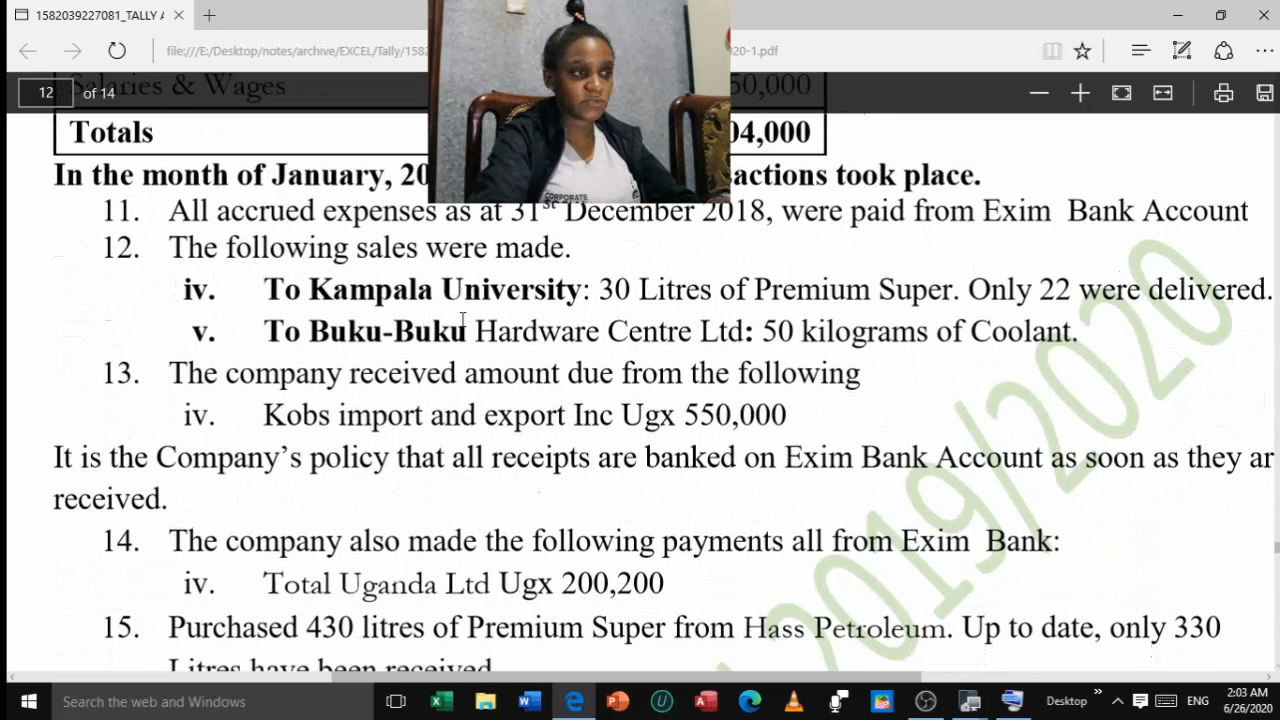 1582039227081_TALLY A
file:///E:/Desktop/notes/archive/EXCEL/Tally/158 20-1.pdf
12 of 14
Salaries & Wages 50,000
Totals 04,000
In the month of January, 20 sactions took place.
CORPORATE
11. All accrued expenses as at 31st December 2018, were paid from Exim Bank Account
12. The following sales were made.
iv. To Kampala University: 30 Litres of Premium Super. Only 22 were delivered.
v. To Buku-Buku Hardware Centre Ltd: 50 kilograms of Coolant.
13. The company received amount due from the following
iv. Kobs import and export Inc Ugx 550,000
It is the Company's policy that all receipts are banked on Exim Bank Account as soon as they ar
received.
14. The company also made the following payments all from Exim Bank:
iv. Total Uganda Ltd Ugx 200,200
15. Purchased 430 litres of Premium Super from Hass Petroleum. Up to date, only 330
Litres have been received
2019/2020
Search the web and Windows
Desktop
ENG
2:03 AM
6/26/2020